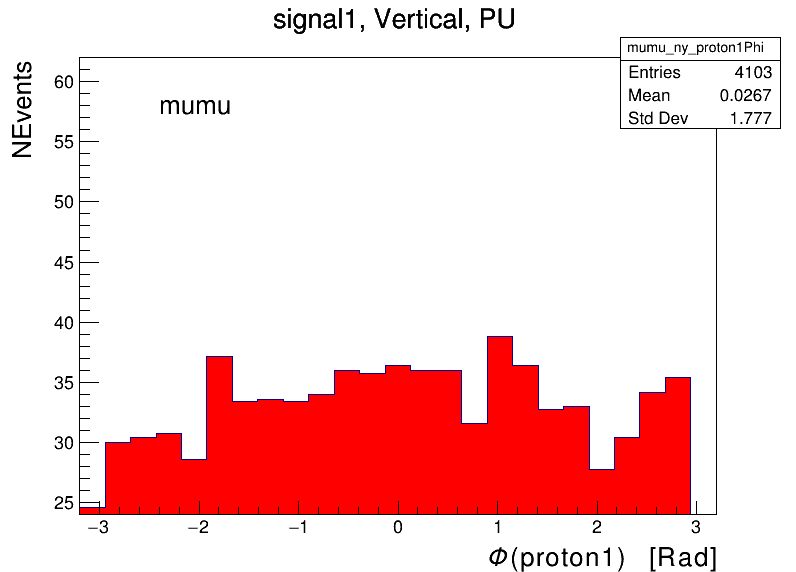 signal1, Vertical, PU
mumu_ny_proton1Phi
Entries 4103
Mean 0.0267
Std Dev 1.777
mumu
NEvents
60
55
50
45
40
35
30
25
−3 −2 −1 0 1 2 3
Φ(proton1) [Rad]